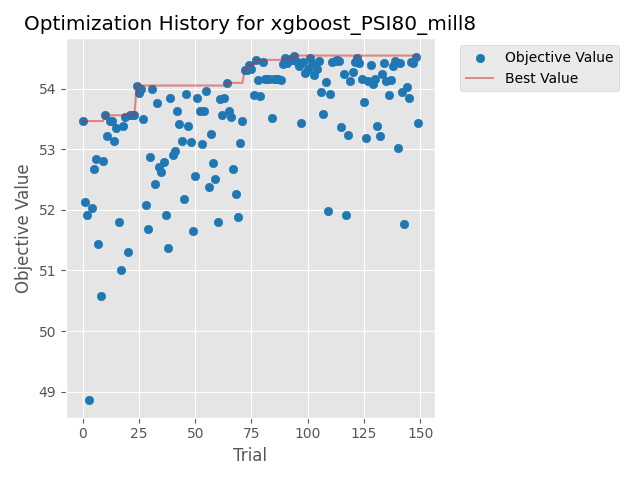 Optimization History for xgboost_PSI80_mill8
Objective Value
Best Value
54
53
52
51
50
49
Objective Value
0
25
50
75
100
125
150
Trial